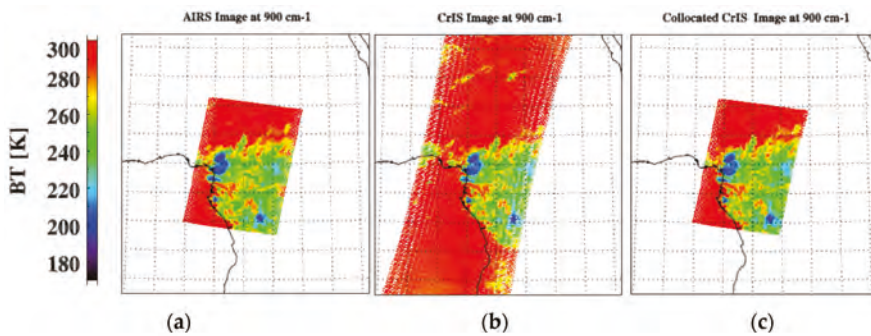 AIRS Image at 900 cm-1
CrIS Image at 900 cm-1
Collocated CrIS Image at 900 cm-1
BT [K]
300
280
260
240
220
200
180
(a)
(b)
(c)